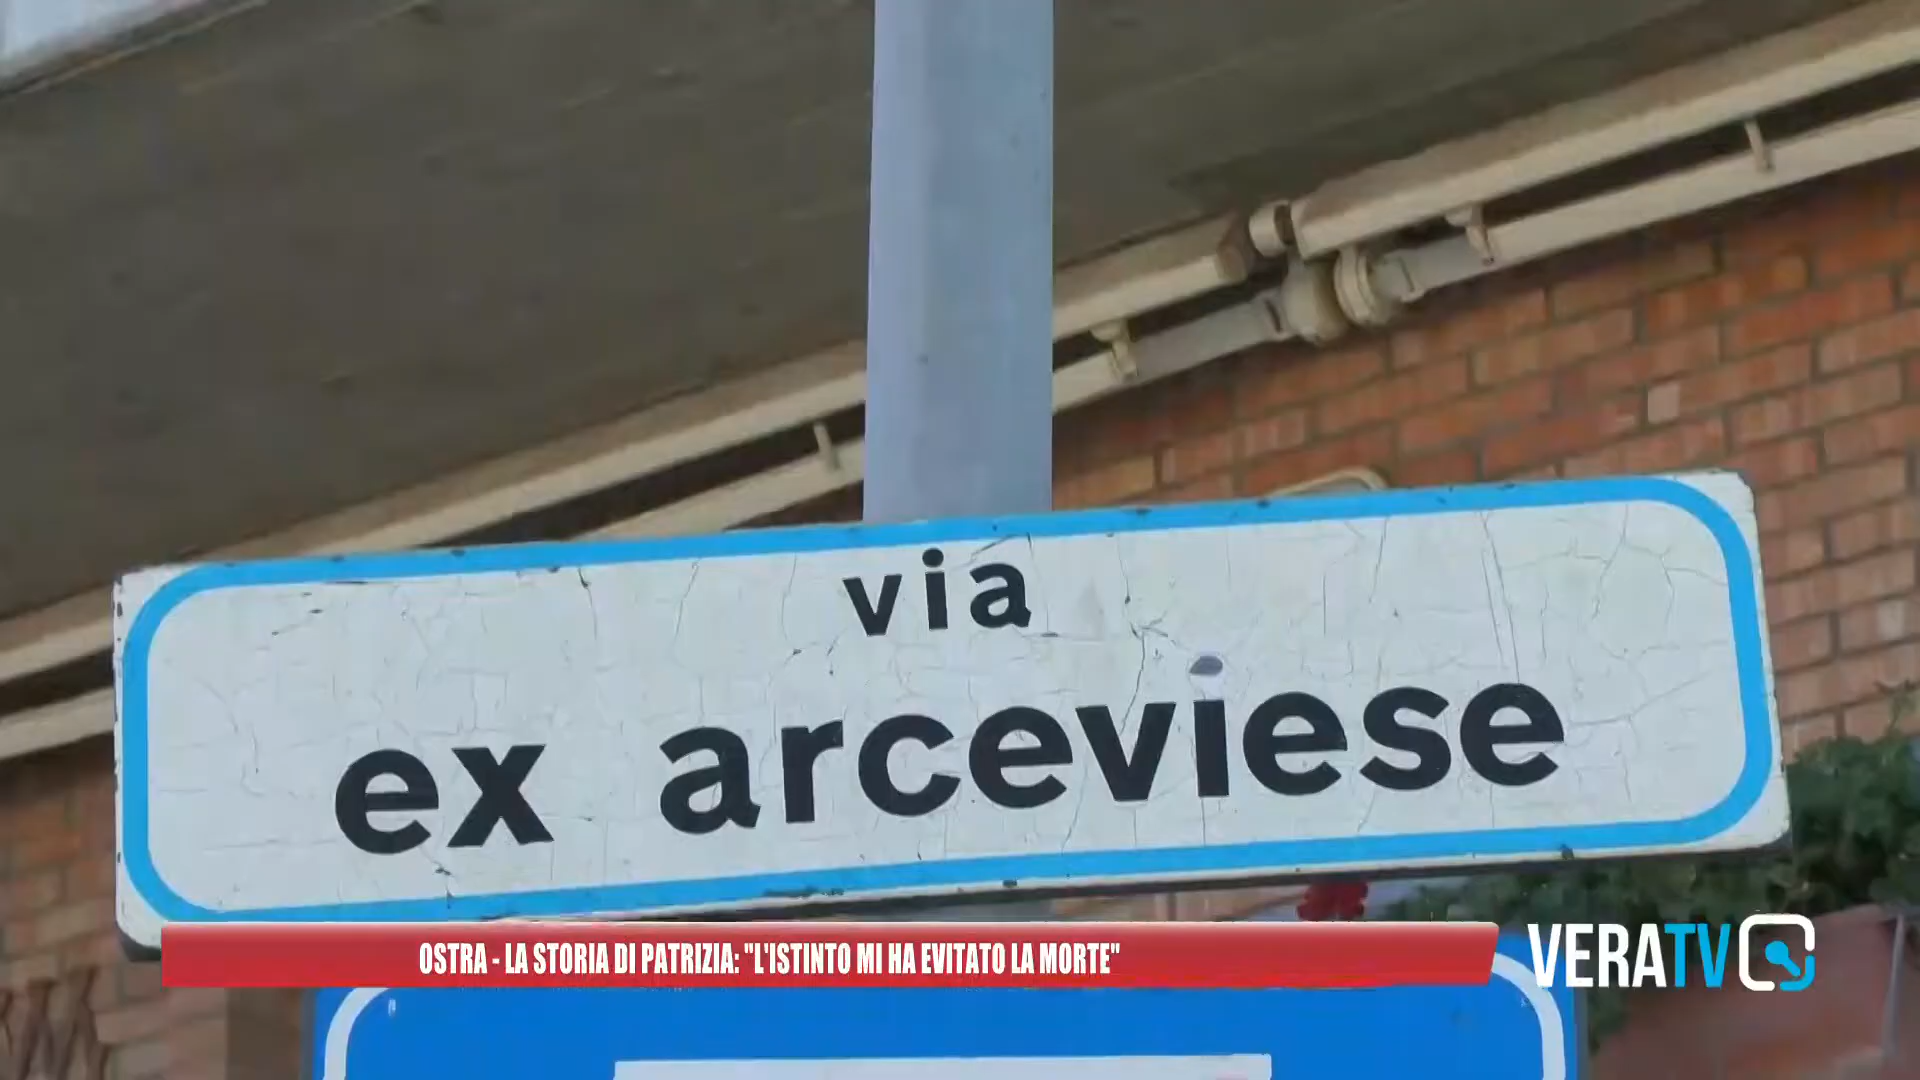 via
ex arceviese
OSTRA - LA STORIA DI PATRIZIA: "L'ISTINTO MI HA EVITATO LA MORTE"
VERATV